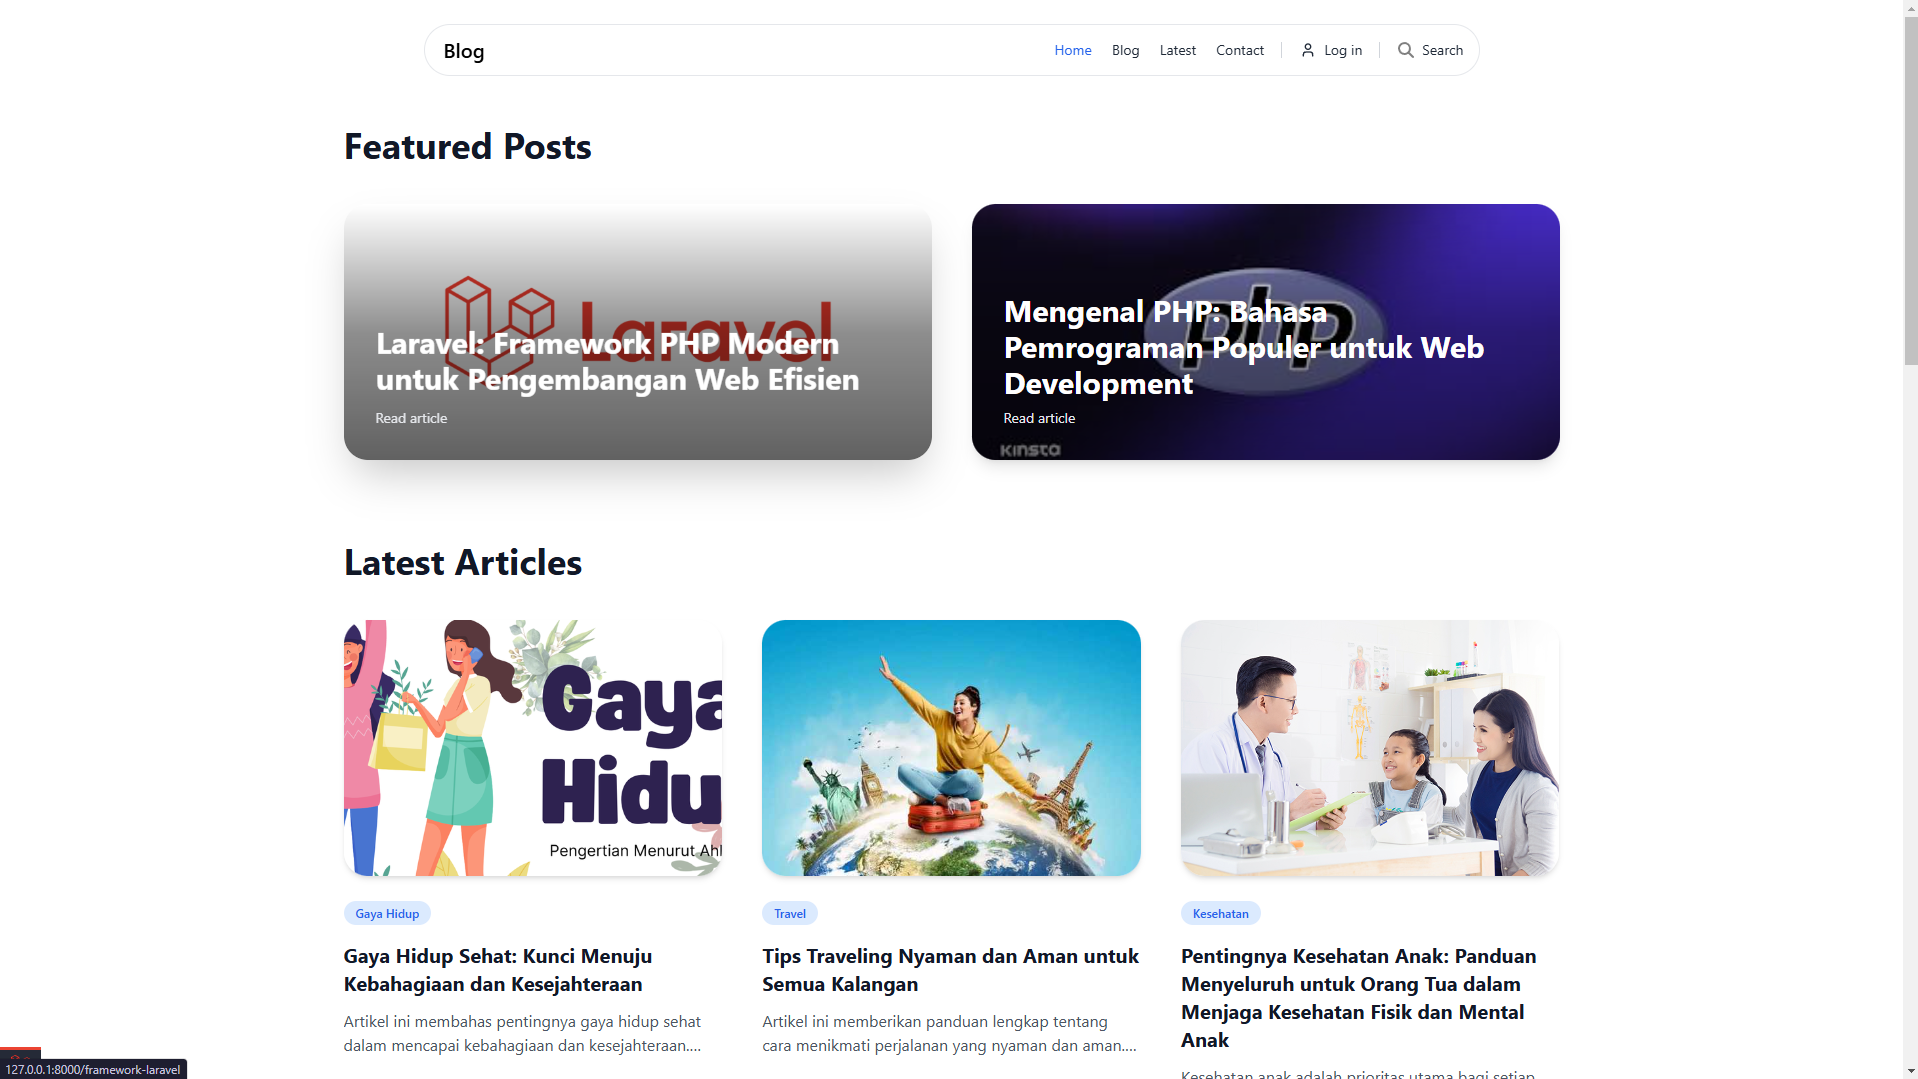 Blog
Home
Blog
Latest
Contact
Log in
Search
Featured Posts
Laravel
Laravel: Framework PHP Modern
untuk Pengembangan Web Efisien
Read article
php
Mengenal PHP: Bahasa
Pemrograman Populer untuk Web
Development
Read article
Kinsta
Latest Articles
Gaya
Hidu
Pengertian Menurut Ahl
Gaya Hidup
Gaya Hidup Sehat: Kunci Menuju
Kebahagiaan dan Kesejahteraan
Artikel ini membahas pentingnya gaya hidup sehat
dalam mencapai kebahagiaan dan kesejahteraan....
Travel
Tips Traveling Nyaman dan Aman untuk
Semua Kalangan
Artikel ini memberikan panduan lengkap tentang
cara menikmati perjalanan yang nyaman dan aman....
Kesehatan
Pentingnya Kesehatan Anak: Panduan
Menyeluruh untuk Orang Tua dalam
Menjaga Kesehatan Fisik dan Mental
Anak
Kesehatan anak adalah prioritas utama bagi setiap
127.0.0.1:8000/framework-laravel